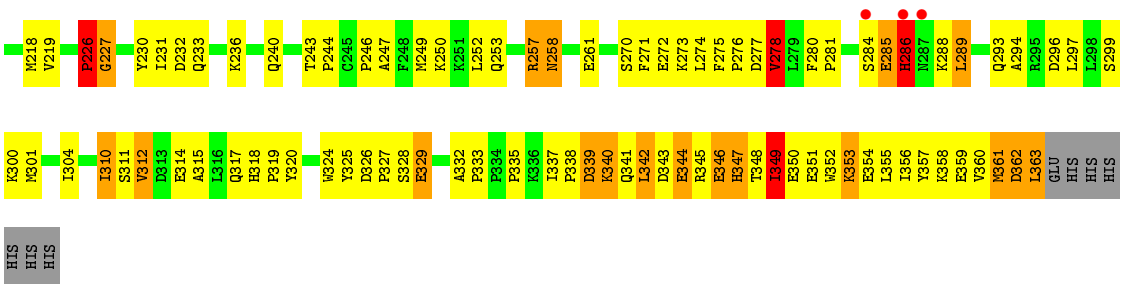 M218 V219 P226 G227 Y230 I231 D232 Q233 K236 Q240 T243 P244 C245 P246 A247 F248 M249 K250 K251 L252 Q253 R257 N258 E261 S270 F271 E272 K273 L274 F275 P276 D277 V278 L279 F280 P281 S284 E285 H286 N287 K288 L289 Q293 A294 R295 D296 L297 L298 S299
K300 M301 I304 I310 S311 V312 D313 E314 A315 L316 Q317 H318 P319 Y320 W324 Y325 D326 P327 S328 E329 A332 P333 P334 P335 K336 I337 P338 D339 K340 Q341 L342 D343 E344 R345 E346 H347 T348 I349 E350 E351 W352 K353 E354 L355 I356 Y357 K358 E359 V360 M361 D362 L363 GLU HIS HIS HIS
HIS HIS HIS